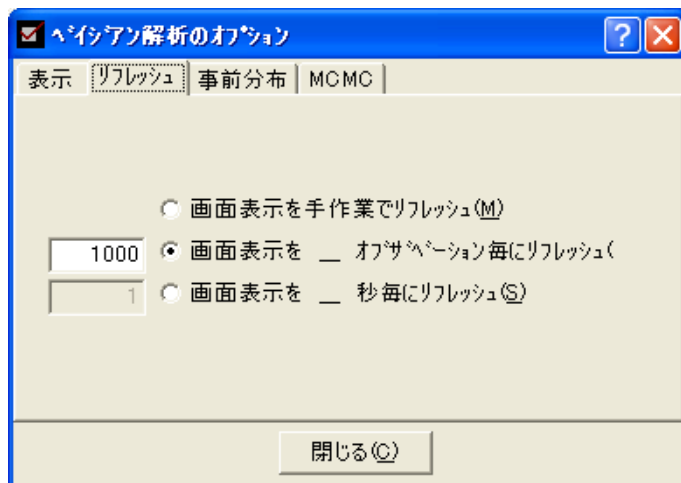 ﾍﾞｲｼﾞｱﾝ解析のｵﾌﾟｼｮﾝ
表示 ﾘﾌﾚｯｼｭ 事前分布 MCMC
画面表示を手作業でﾘﾌﾚｯｼｭ(M)
1000 画面表示を __ ｵﾌﾞｻﾞﾍﾞｰｼｮﾝ毎にﾘﾌﾚｯｼｭ(
1 画面表示を __ 秒毎にﾘﾌﾚｯｼｭ(S)
閉じる(C)